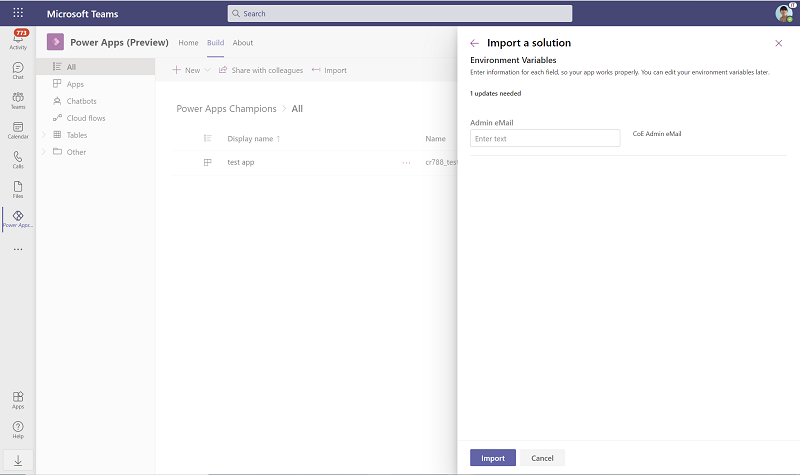 Microsoft Teams
Search
IT
773
Activity
Chat
Teams
Calendar
Calls
Files
Power Apps...
Apps
Help
Power Apps (Preview)
Home
Build
About
All
Apps
Chatbots
Cloud flows
Tables
Other
New
Share with colleagues
Import
Power Apps Champions > All
Display name ↑
Name
test app
cr788_test
Import a solution
Environment Variables
Enter information for each field, so your app works properly. You can edit your environment variables later.
1 updates needed
Admin eMail
Enter text
CoE Admin eMail
Import
Cancel